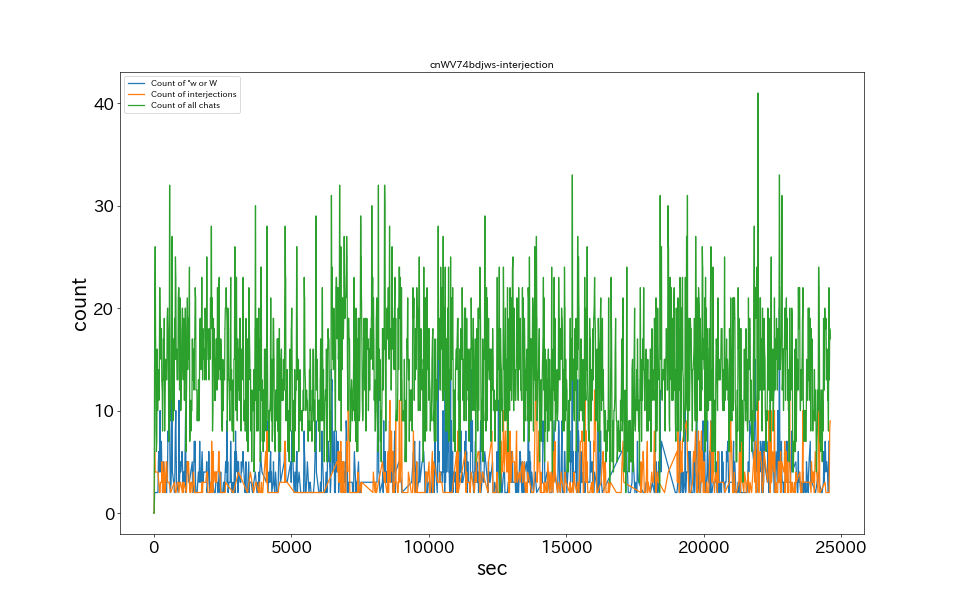 cnWV74bdjws-interjection
Count of "w or W
Count of interjections
Count of all chats
40
30
20
10
0
count
0 5000 10000 15000 20000 25000
sec